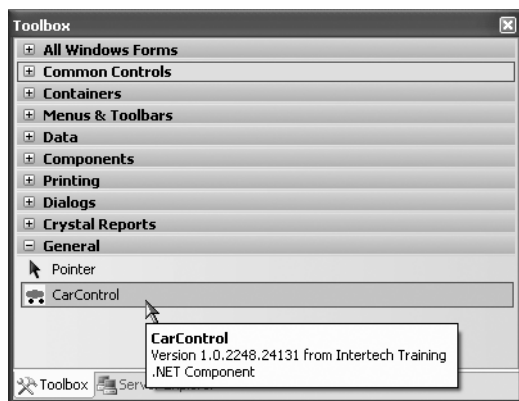 Toolbox
All Windows Forms
Common Controls
Containers
Menus & Toolbars
Data
Components
Printing
Dialogs
Crystal Reports
General
Pointer
CarControl
CarControl
Version 1.0.2248.24131 from Intertech Training
.NET Component
Toolbox